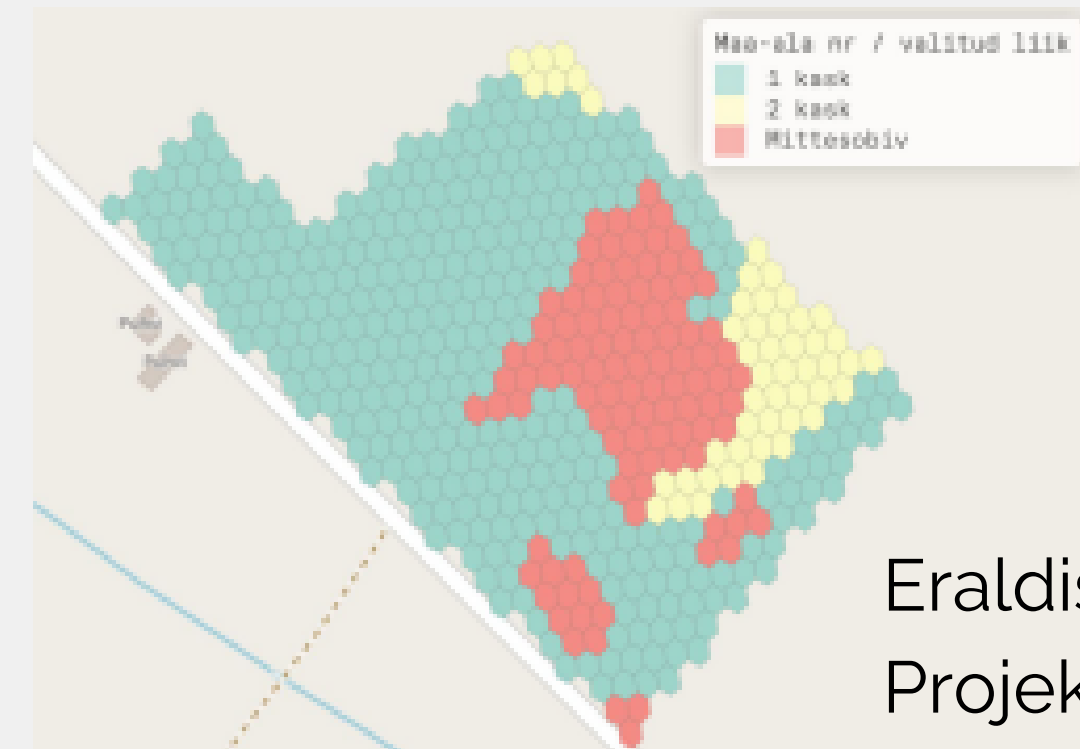 Maa-ala nr / valitud liik
1 kask
2 kask
Mittesobiv
Eraldis
Projek